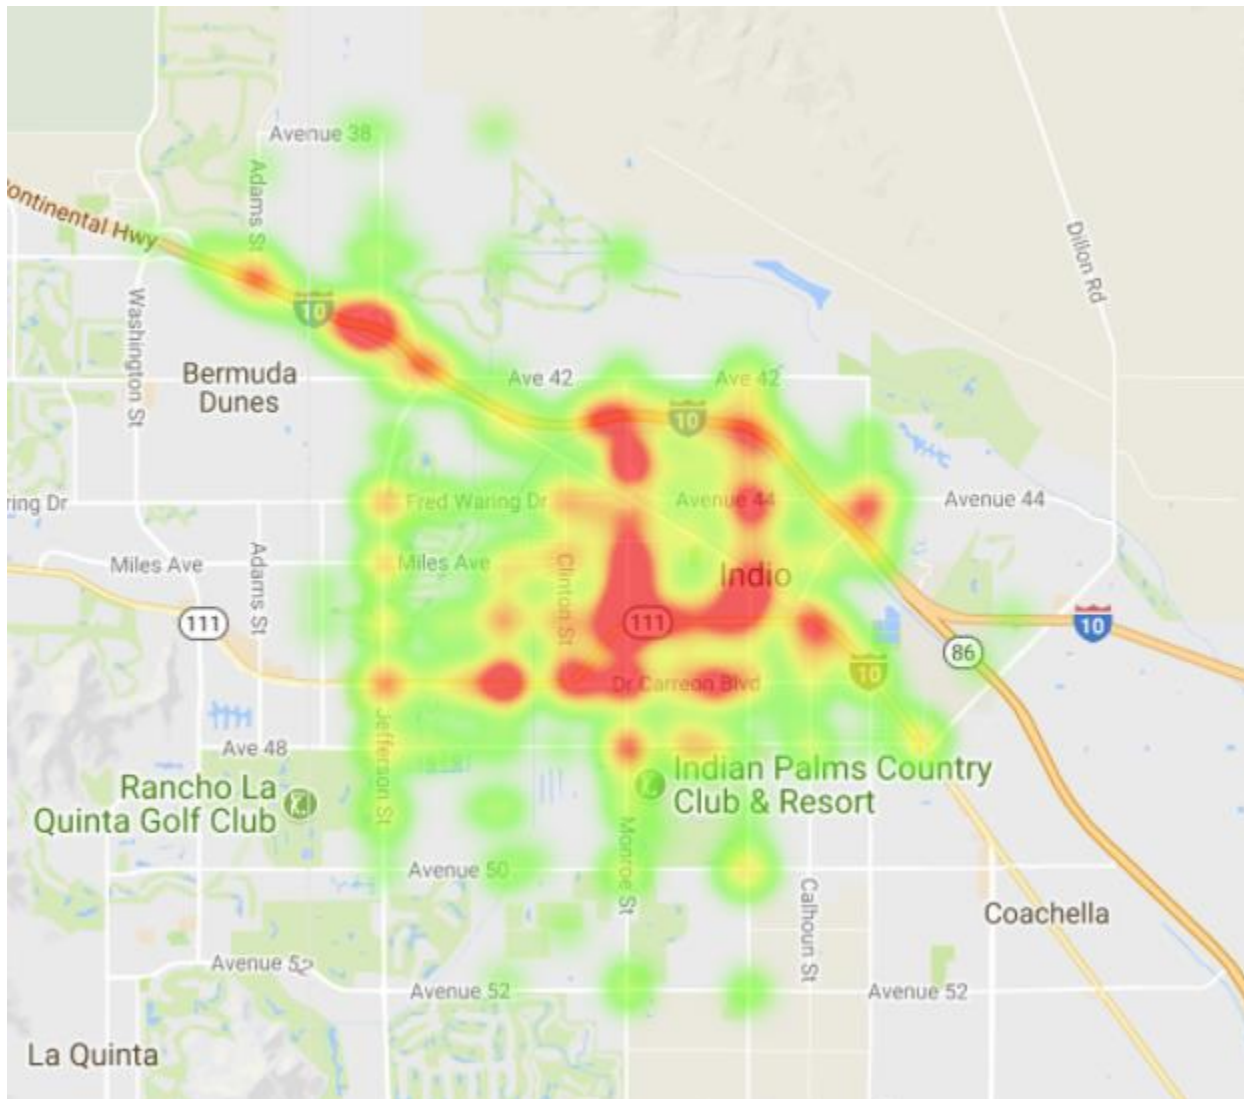 Avenue 38
Adams St
ontinental Hwy
Dillon Rd
10
Washington St
Bermuda
Dunes
Ave 42
Ave 42
10
ring Dr
Fred Waring Dr
Avenue 44
Avenue 44
Miles Ave
Adams St
Miles Ave
Clinton St
Indio
111
111
10
86
10
Dr Carreon Blvd
Jefferson St
Ave 48
Rancho La
Quinta Golf Club
Indian Palms Country
Club & Resort
Monroe St
Avenue 50
Calhoun St
Coachella
Avenue 52
Avenue 52
Avenue 52
La Quinta